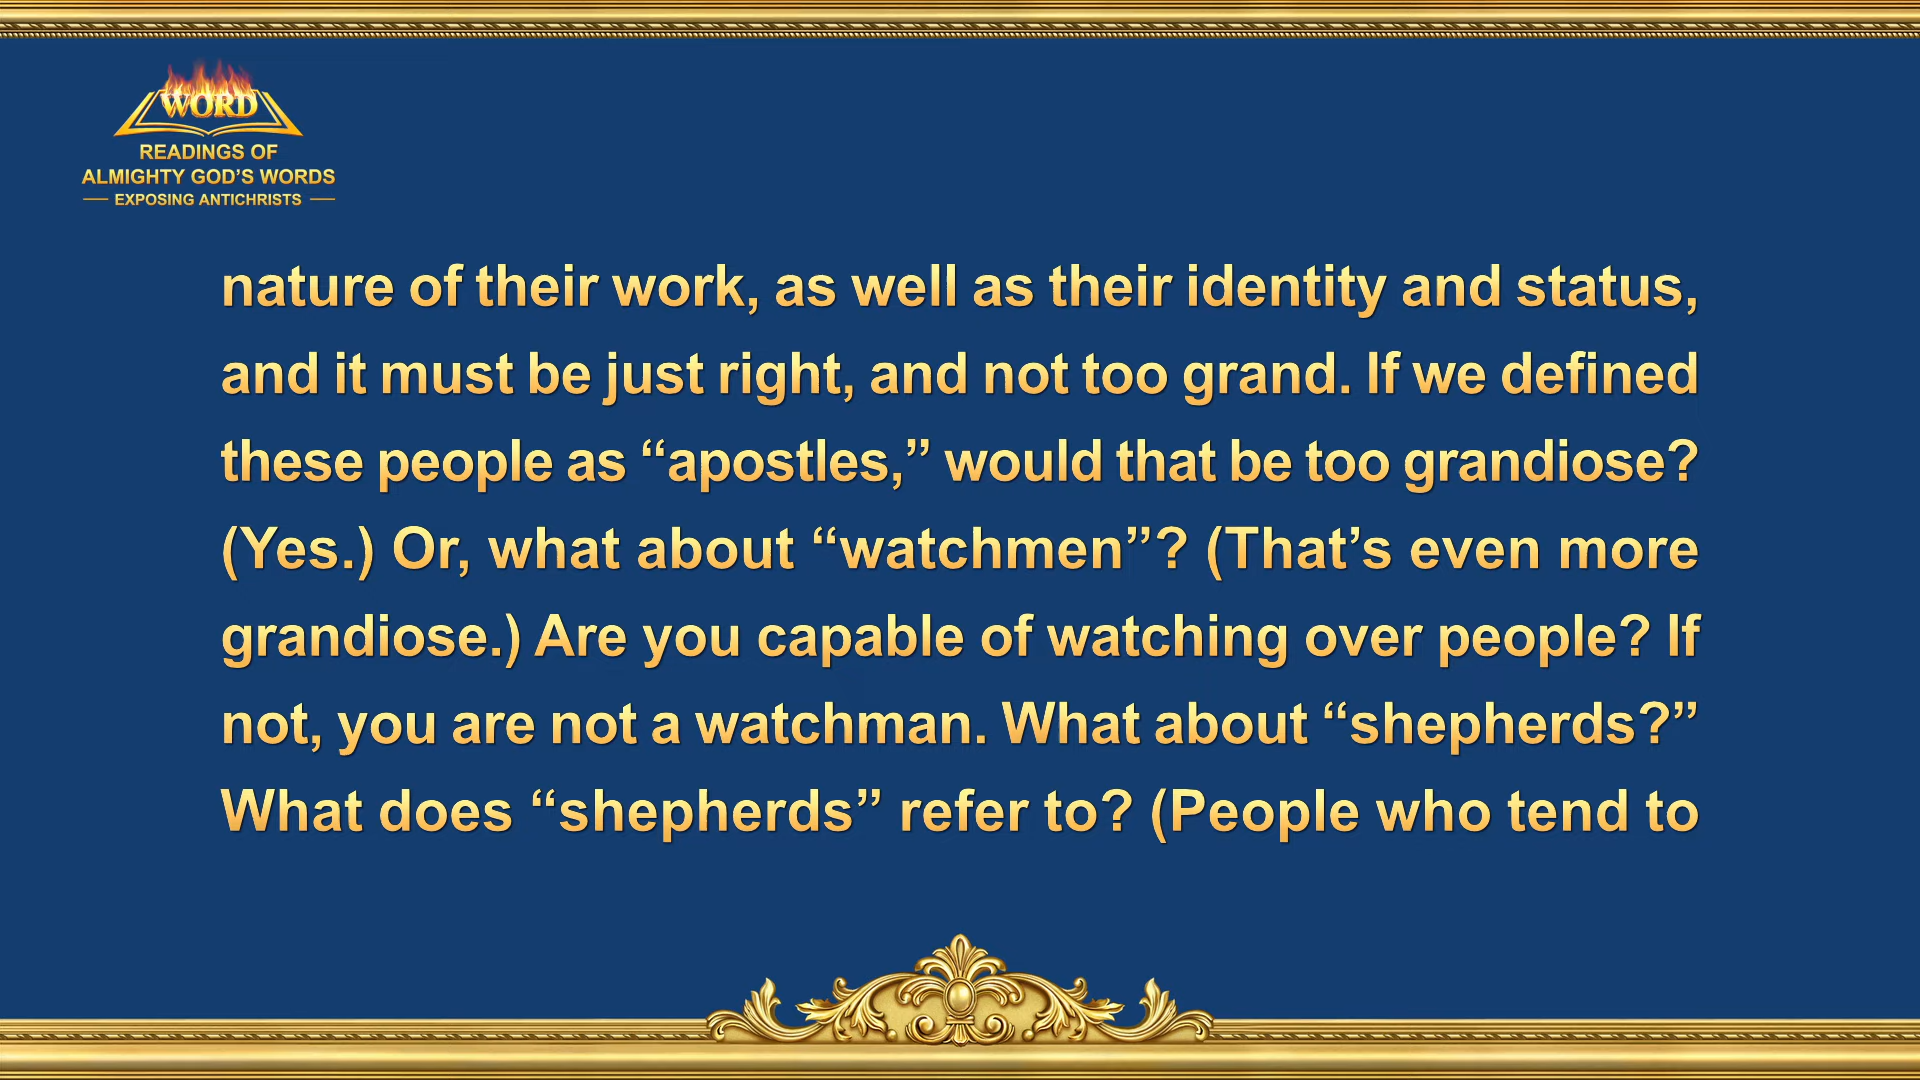 WORD
READINGS OF
ALMIGHTY GOD’S WORDS
EXPOSING ANTICHRISTS
nature of their work, as well as their identity and status,
and it must be just right, and not too grand. If we defined
these people as “apostles,” would that be too grandiose?
(Yes.) Or, what about “watchmen”? (That’s even more
grandiose.) Are you capable of watching over people? If
not, you are not a watchman. What about “shepherds?”
What does “shepherds” refer to? (People who tend to